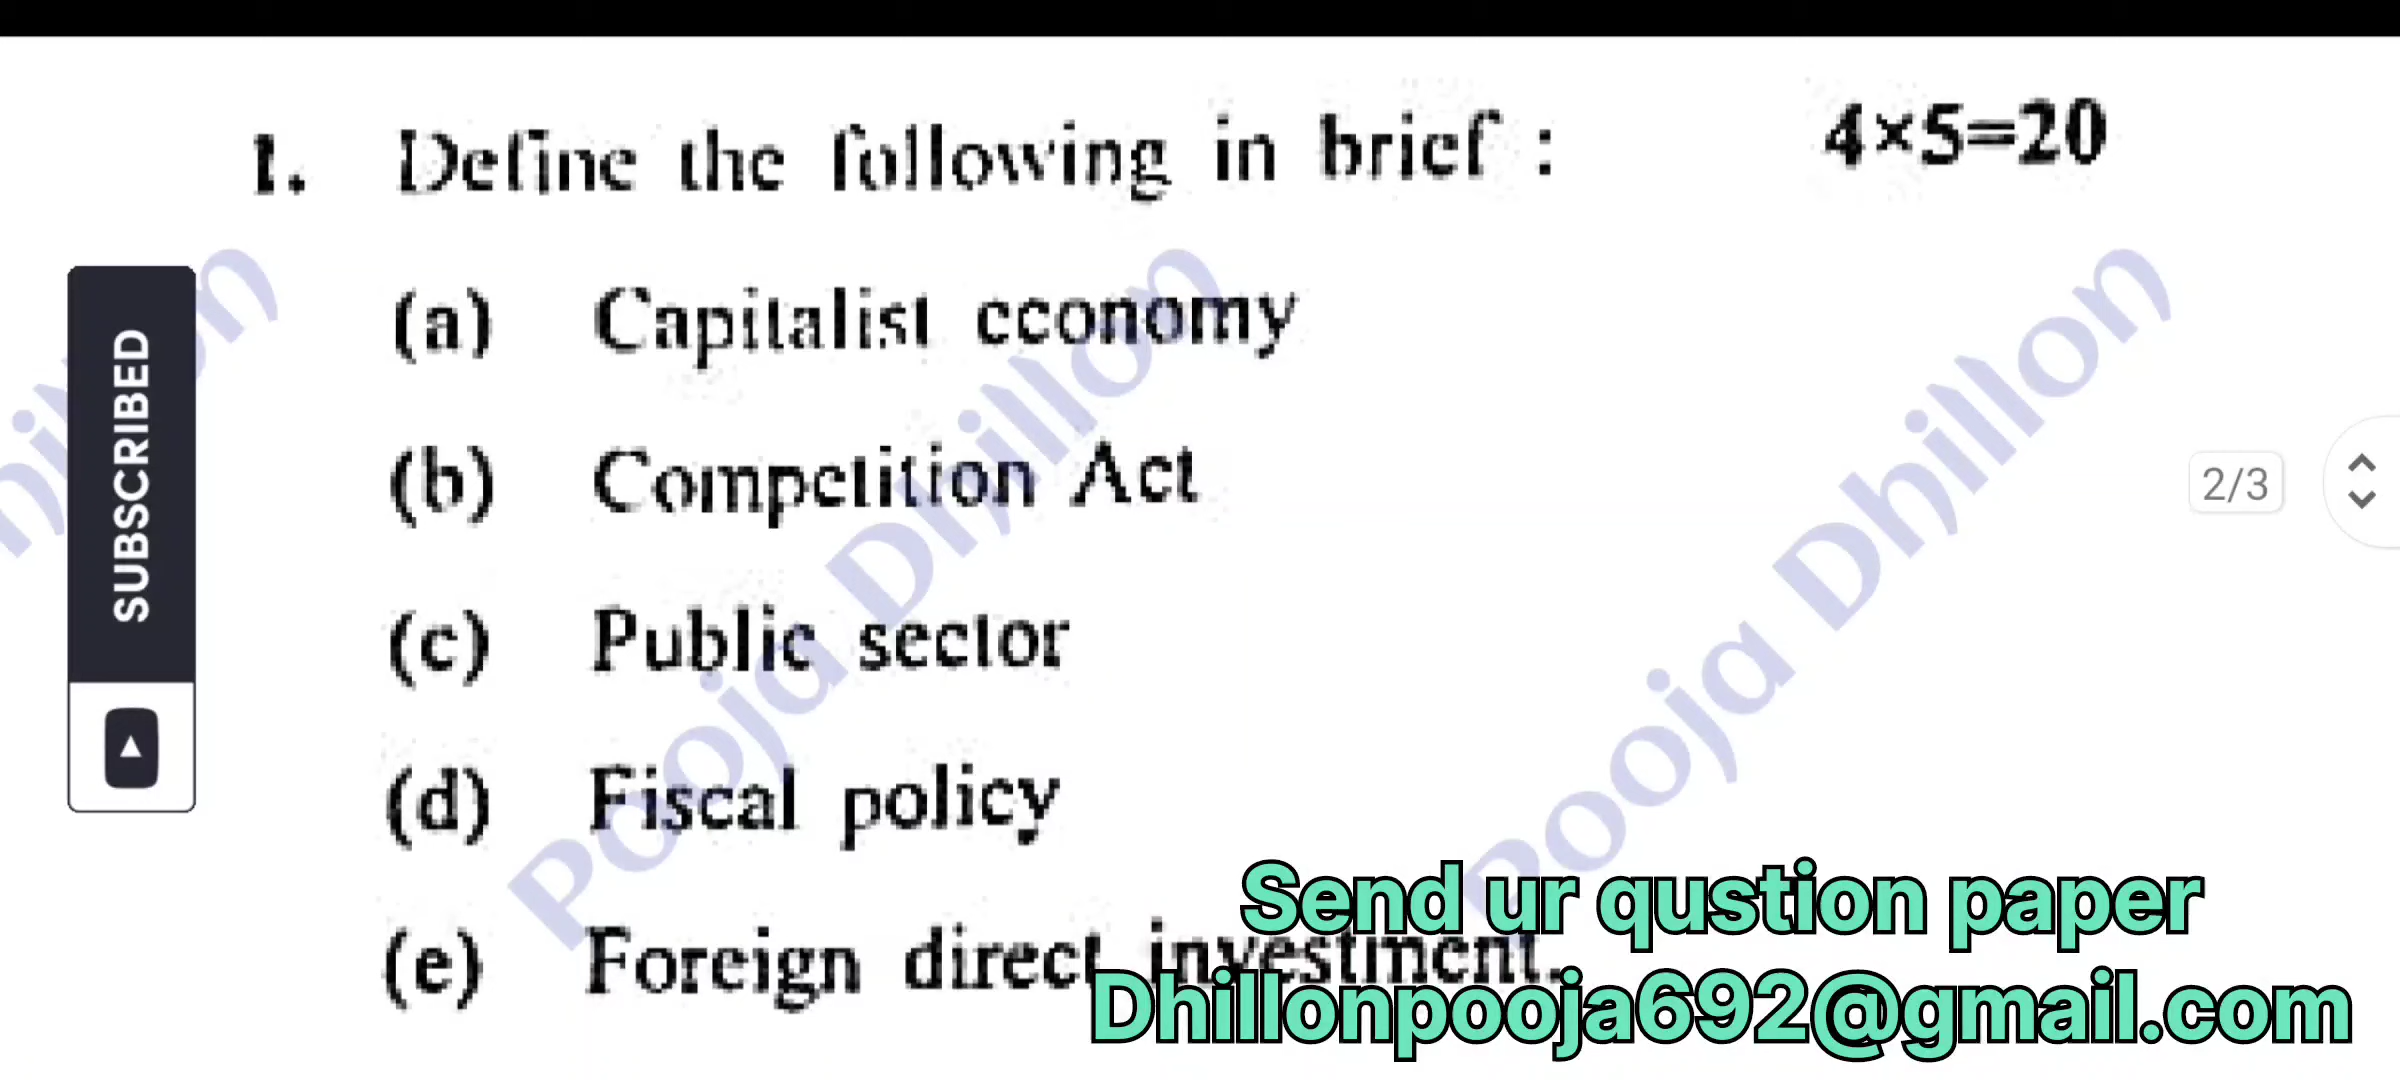 1. Define the following in brief : 4×5=20
(a) Capitalist economy
(b) Competition Act
(c) Public sector
(d) Fiscal policy
(e) Foreign direct investment.
Send ur qustion paper
Dhillonpooja692@gmail.com
SUBSCRIBED
2/3
Pooja Dhillon
Pooja Dhillon